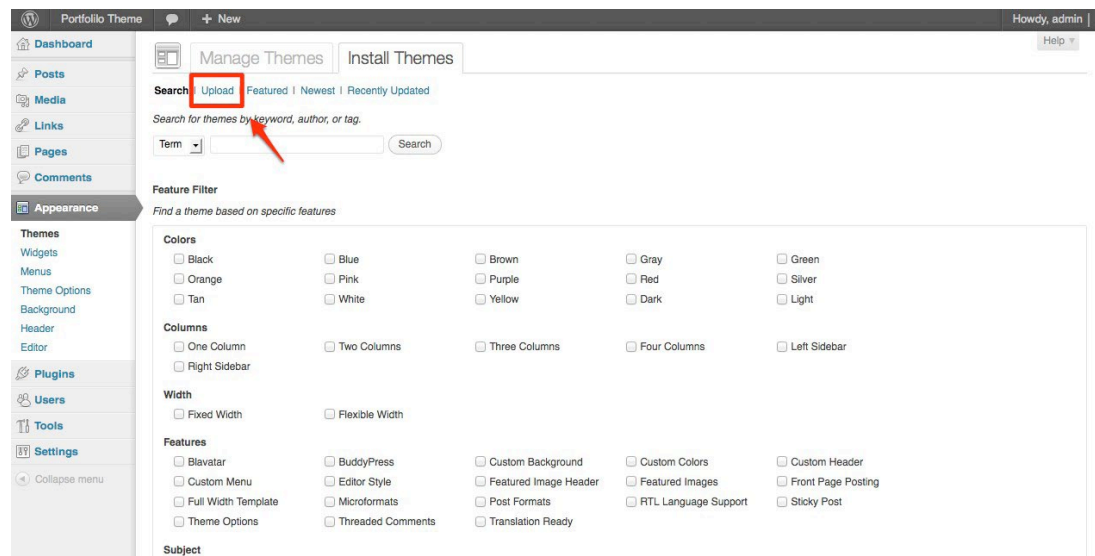 Portfolilo Theme + New Howdy, admin
Help
Dashboard
Posts
Media
Links
Pages
Comments
Appearance
Themes
Widgets
Menus
Theme Options
Background
Header
Editor
Plugins
Users
Tools
Settings
Collapse menu
Manage Themes Install Themes
Search | Upload | Featured | Newest | Recently Updated
Search for themes by keyword, author, or tag.
Term Search
Feature Filter
Find a theme based on specific features
Colors
Black Blue Brown Gray Green
Orange Pink Purple Red Silver
Tan White Yellow Dark Light
Columns
One Column Two Columns Three Columns Four Columns Left Sidebar
Right Sidebar
Width
Fixed Width Flexible Width
Features
Blavatar BuddyPress Custom Background Custom Colors Custom Header
Custom Menu Editor Style Featured Image Header Featured Images Front Page Posting
Full Width Template Microformats Post Formats RTL Language Support Sticky Post
Theme Options Threaded Comments Translation Ready
Subject